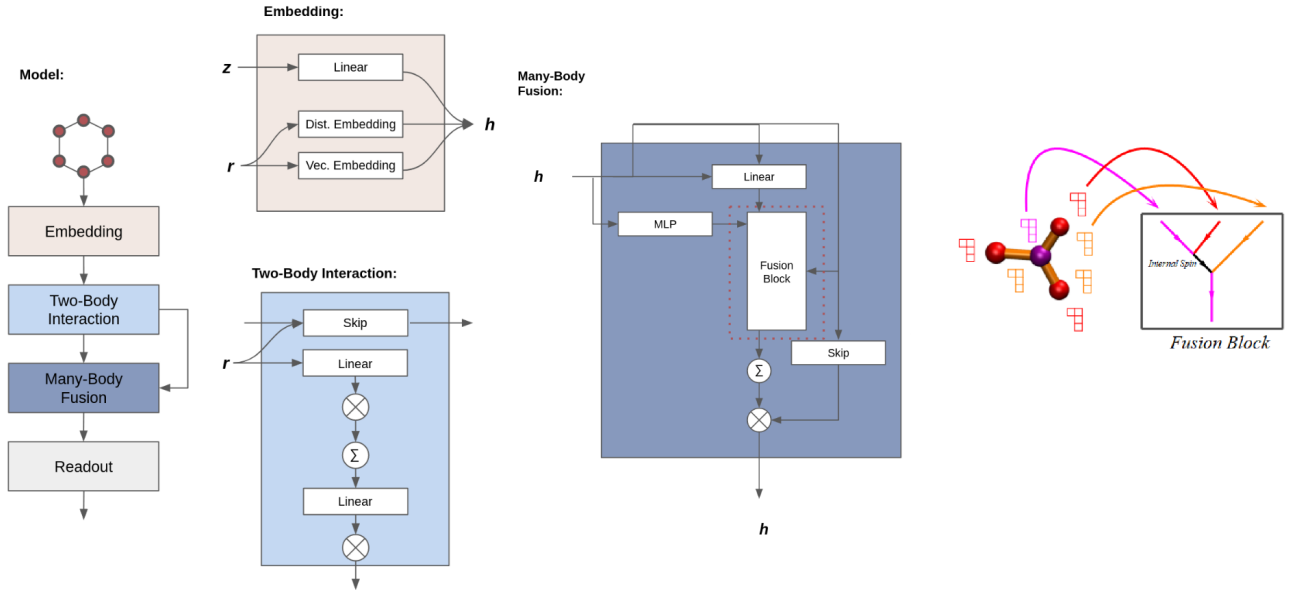 Model:
Embedding
Two-Body
Interaction
Many-Body
Fusion
Readout
Embedding:
z
Linear
Dist. Embedding
r
Vec. Embedding
h
Two-Body Interaction:
Skip
r
Linear
Σ
Linear
Many-Body
Fusion:
h
Linear
MLP
Fusion
Block
Skip
Σ
h
Internal Spin
Fusion Block